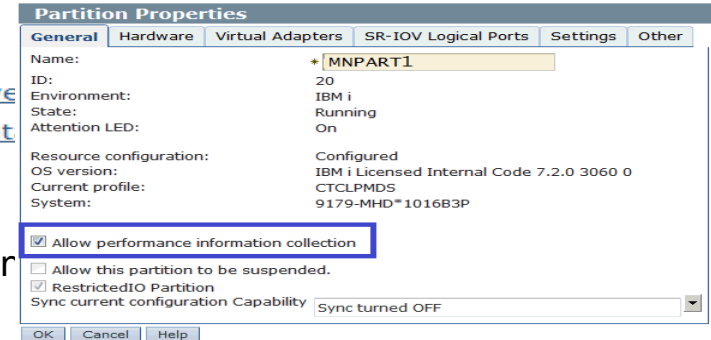 Partition Properties
General Hardware Virtual Adapters SR-IOV Logical Ports Settings Other
Name: * MNPART1
ID: 20
Environment: IBM i
State: Running
Attention LED: On
Resource configuration: Configured
OS version: IBM i Licensed Internal Code 7.2.0 3060 0
Current profile: CTCLPMDS
System: 9179-MHD*1016B3P
Allow performance information collection
Allow this partition to be suspended.
RestrictedIO Partition
Sync current configuration Capability Sync turned OFF
OK Cancel Help